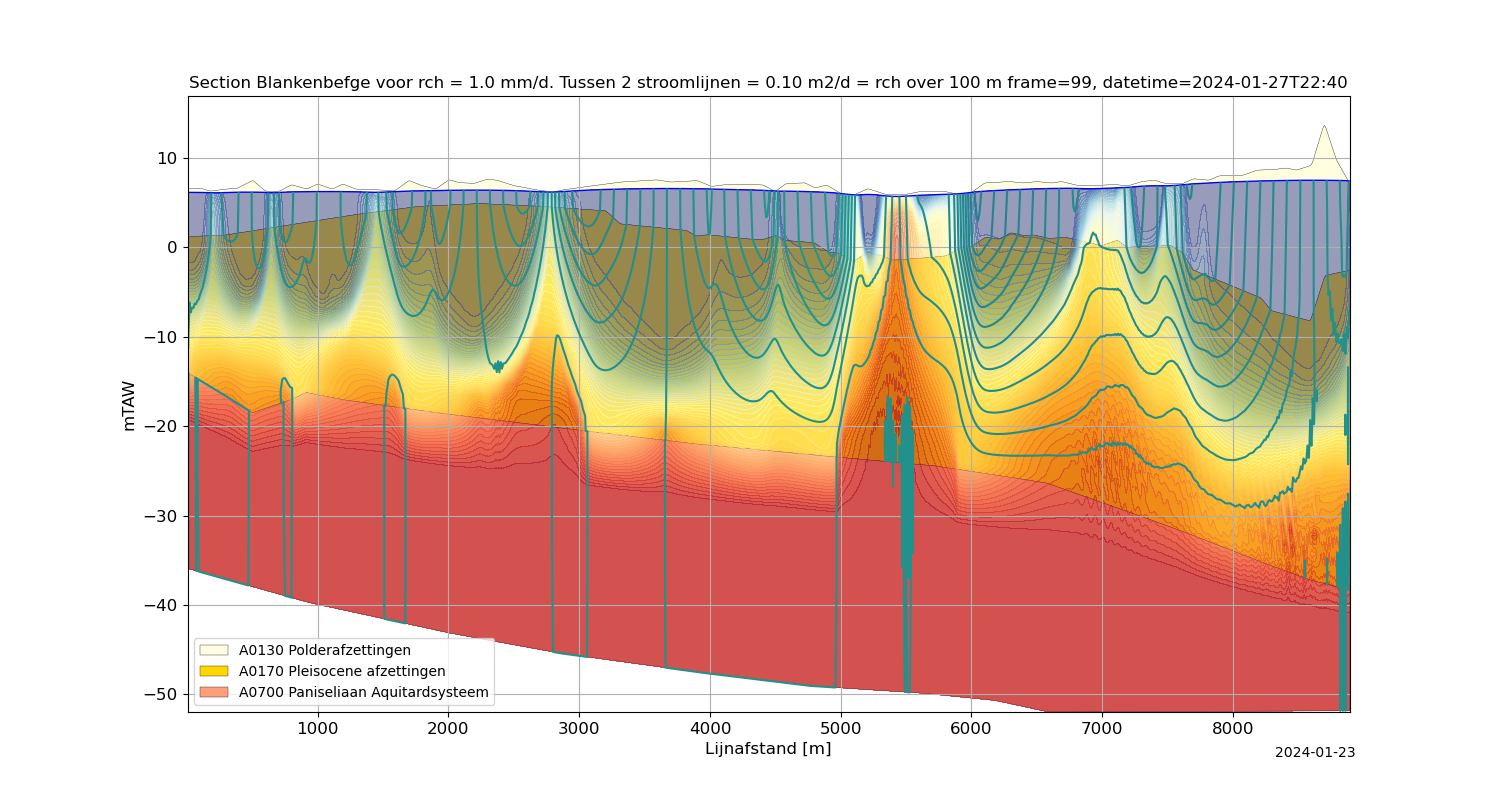 Section Blankenbefge voor rch = 1.0 mm/d. Tussen 2 stroomlijnen = 0.10 m2/d = rch over 100 m frame=99, datetime=2024-01-27T22:40
10
0
−10
−20
−30
−40
−50
mTAW
A0130 Polderafzettingen
A0170 Pleisocene afzettingen
A0700 Paniseliaan Aquitardsysteem
1000 2000 3000 4000 5000 6000 7000 8000
Lijnafstand [m]
2024-01-23